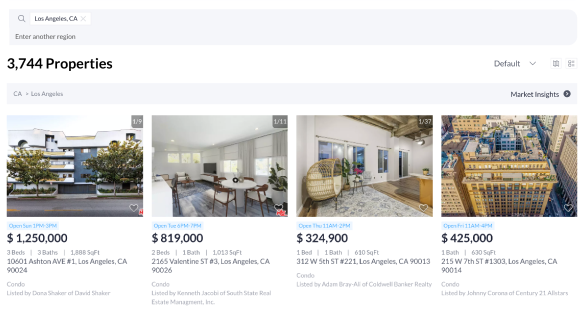 Los Angeles, CA
Enter another region
3,744 Properties
Default
CA > Los Angeles
Market Insights
1/9
1/11
1/37
Open Sun 1PM-3PM
$ 1,250,000
3 Beds | 3 Baths | 1,888 SqFt
10601 Ashton AVE #1, Los Angeles, CA
90024
Condo
Listed by Dona Shaker of David Shaker
Open Tue 6PM-7PM
$ 819,000
2 Beds | 1 Bath | 1,013 SqFt
2165 Valentine ST #3, Los Angeles, CA
90026
Condo
Listed by Kenneth Jacobi of South State Real
Estate Managment, Inc.
Open Thu 11AM-2PM
$ 324,900
1 Bed | 1 Bath | 610 SqFt
312 W 5th ST #221, Los Angeles, CA 90013
Condo
Listed by Adam Bray-Ali of Coldwell Banker Realty
Open Fri 11AM-4PM
$ 425,000
1 Bath | 630 SqFt
215 W 7th ST #1303, Los Angeles, CA
90014
Condo
Listed by Johnny Corona of Century 21 Allstars